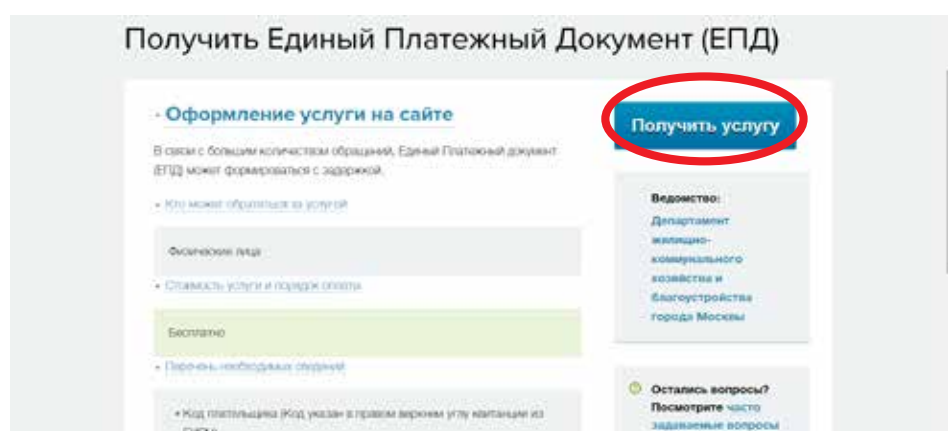 Получить Единый Платежный Документ (ЕПД)
- Оформление услуги на сайте
В связи с большим количеством обращений, Единый Платежный документ
(ЕПД) может формироваться с задержкой.
Кто может обратиться за услугой
Физические лица
Стоимость услуги и порядок оплаты
Бесплатно
Перечень необходимых сведений
• Код плательщика (Код указан в правом верхнем углу квитанции из
Получить услугу
Ведомство:
Департамент
жилищно-
коммунального
хозяйства и
благоустройства
города Москвы
Остались вопросы?
Посмотрите часто
задаваемые вопросы